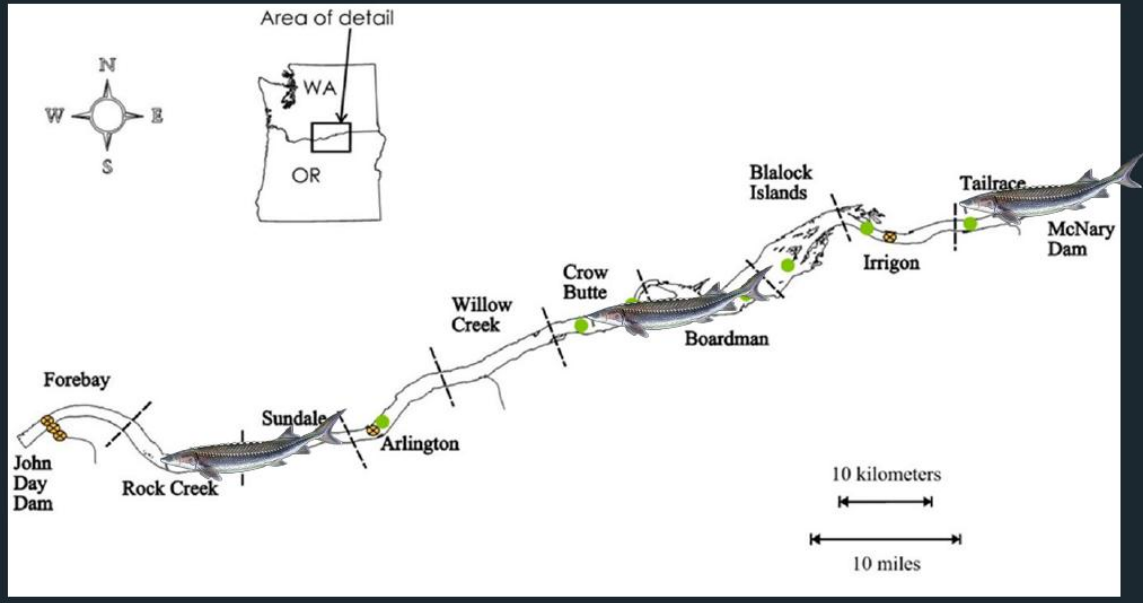 Area of detail
N
W
E
S
WA
OR
Blalock
Islands
Tailrace
McNary
Dam
Irrigon
Crow
Butte
Willow
Creek
Boardman
Forebay
Sundale
Arlington
John
Day
Dam
Rock Creek
10 kilometers
10 miles